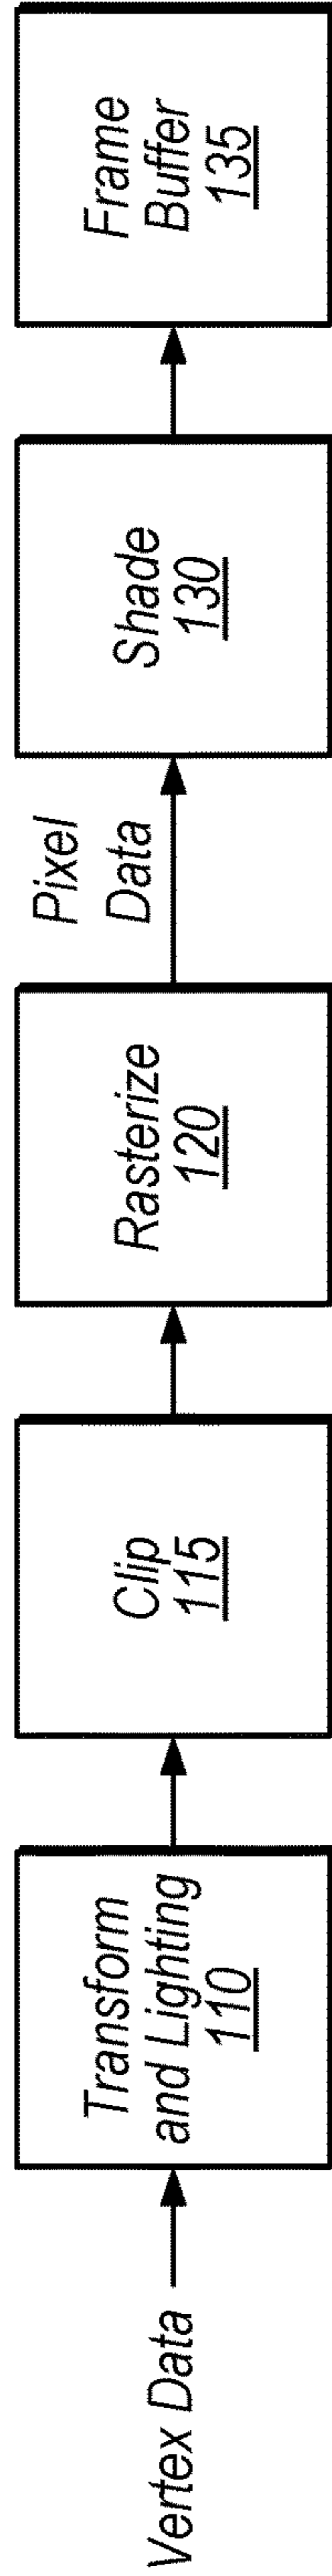 Vertex Data
Transform
and Lighting
110
Clip
115
Rasterize
120
Pixel
Data
Shade
130
Frame
Buffer
135